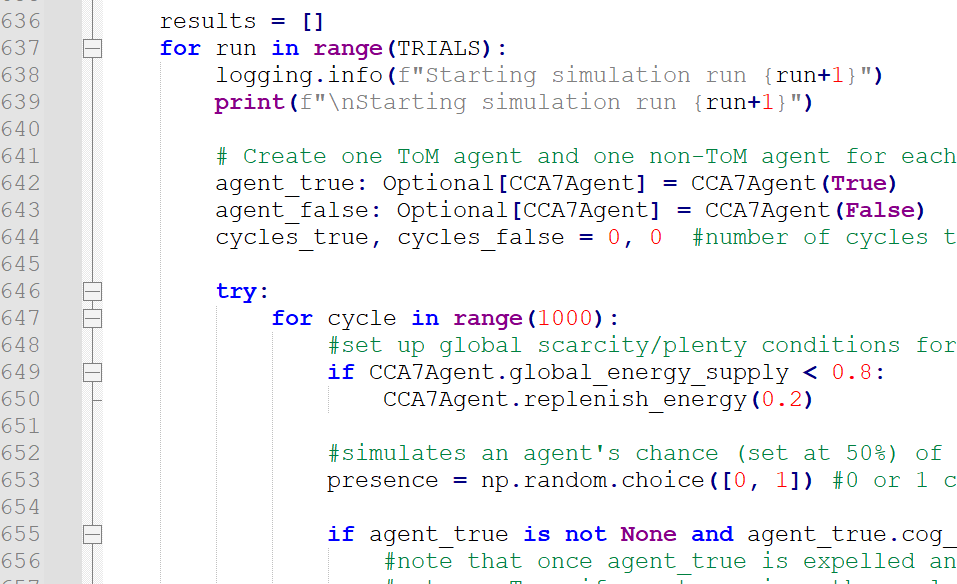 636 results = []
637 for run in range(TRIALS):
638 logging.info(f"Starting simulation run {run+1}")
639 print(f"\nStarting simulation run {run+1}")
640
641 # Create one ToM agent and one non-ToM agent for each
642 agent_true: Optional[CCA7Agent] = CCA7Agent(True)
643 agent_false: Optional[CCA7Agent] = CCA7Agent(False)
644 cycles_true, cycles_false = 0, 0 #number of cycles t
645
646 try:
647 for cycle in range(1000):
648 #set up global scarcity/plenty conditions for
649 if CCA7Agent.global_energy_supply < 0.8:
650 CCA7Agent.replenish_energy(0.2)
651
652 #simulates an agent's chance (set at 50%) of
653 presence = np.random.choice([0, 1]) #0 or 1 c
654
655 if agent_true is not None and agent_true.cog_
656 #note that once agent_true is expelled an